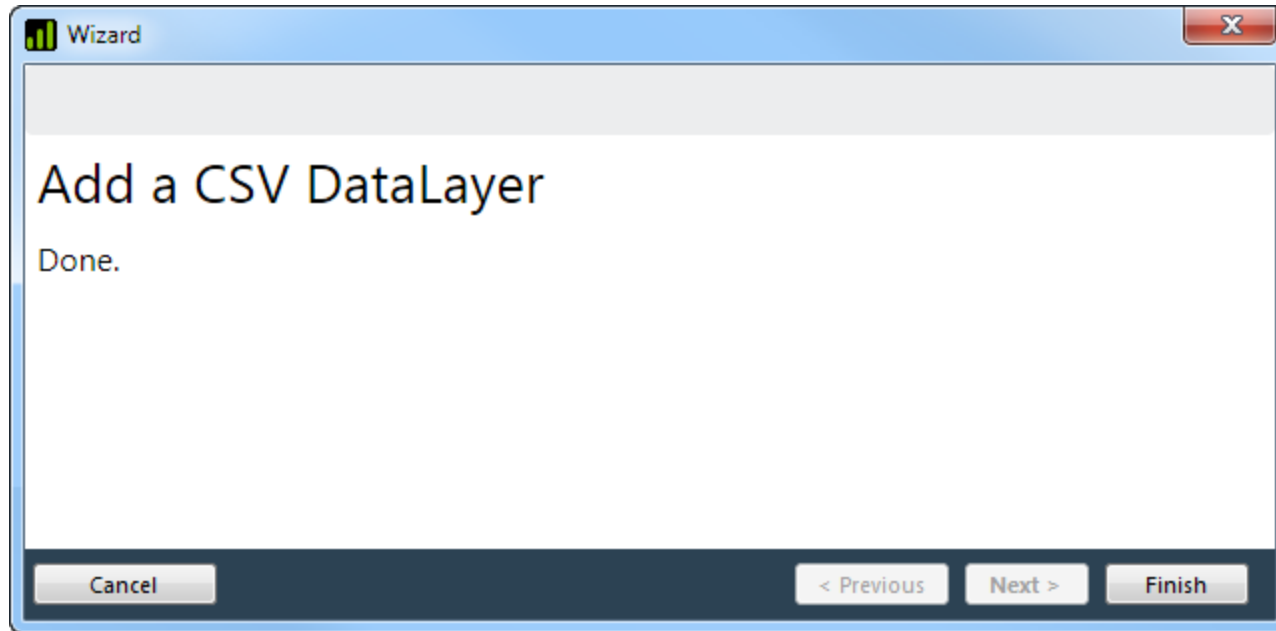 Wizard
Add a CSV DataLayer
Done.
Cancel
< Previous
Next >
Finish